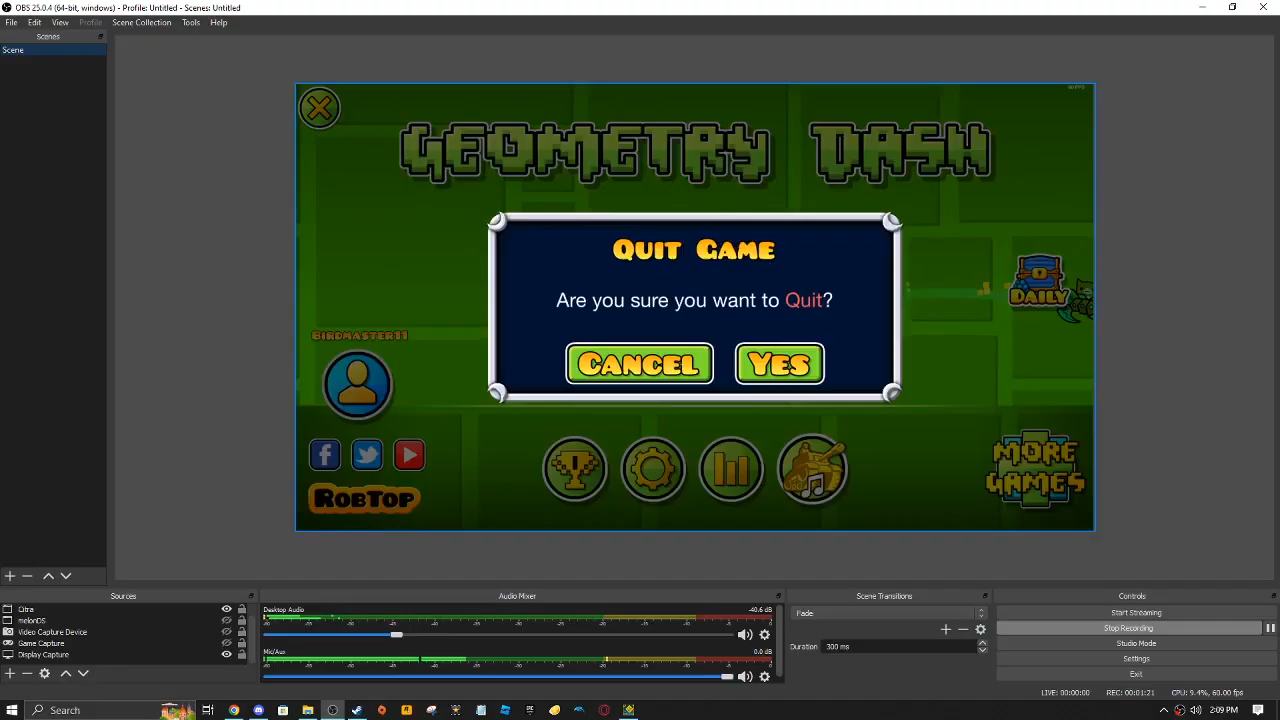 OBS 25.0.4 (64-bit, windows) - Profile: Untitled - Scenes: Untitled
File Edit View Profile Scene Collection Tools Help
Scenes
Scene
60 FPS
GEOMETRY DASH
Quit Game
Are you sure you want to Quit?
Cancel Yes
DAILY
Birdmaster11
MORE GAMES
RobTop
Sources
Citra
melonDS
Video Capture Device
Game Capture
Display Capture
Audio Mixer
Desktop Audio -40.6 dB
Mic/Aux 0.0 dB
Scene Transitions
Fade
Duration 300 ms
Controls
Start Streaming
Stop Recording
Studio Mode
Settings
Exit
LIVE: 00:00:00 REC: 00:01:21 CPU: 9.4%, 60.00 fps
Search
2:09 PM